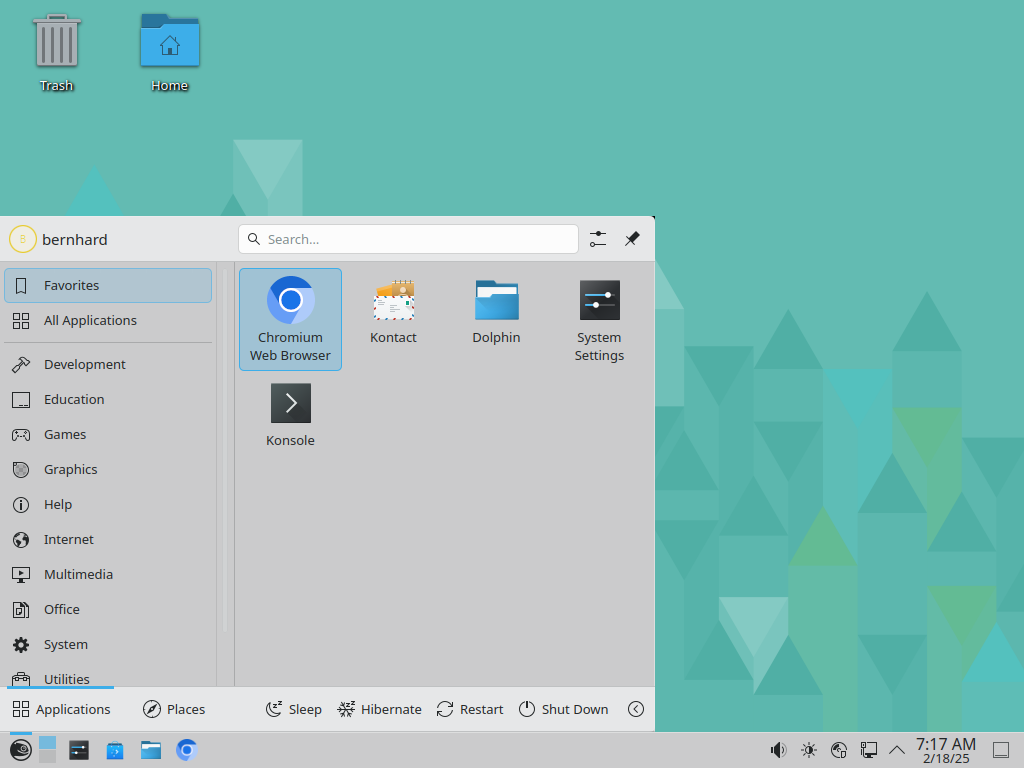 Trash
Home
bernhard
Search...
Favorites
All Applications
Development
Education
Games
Graphics
Help
Internet
Multimedia
Office
System
Utilities
Chromium
Web Browser
Kontact
Dolphin
System
Settings
Konsole
Applications
Places
Sleep
Hibernate
Restart
Shut Down
7:17 AM
2/18/25